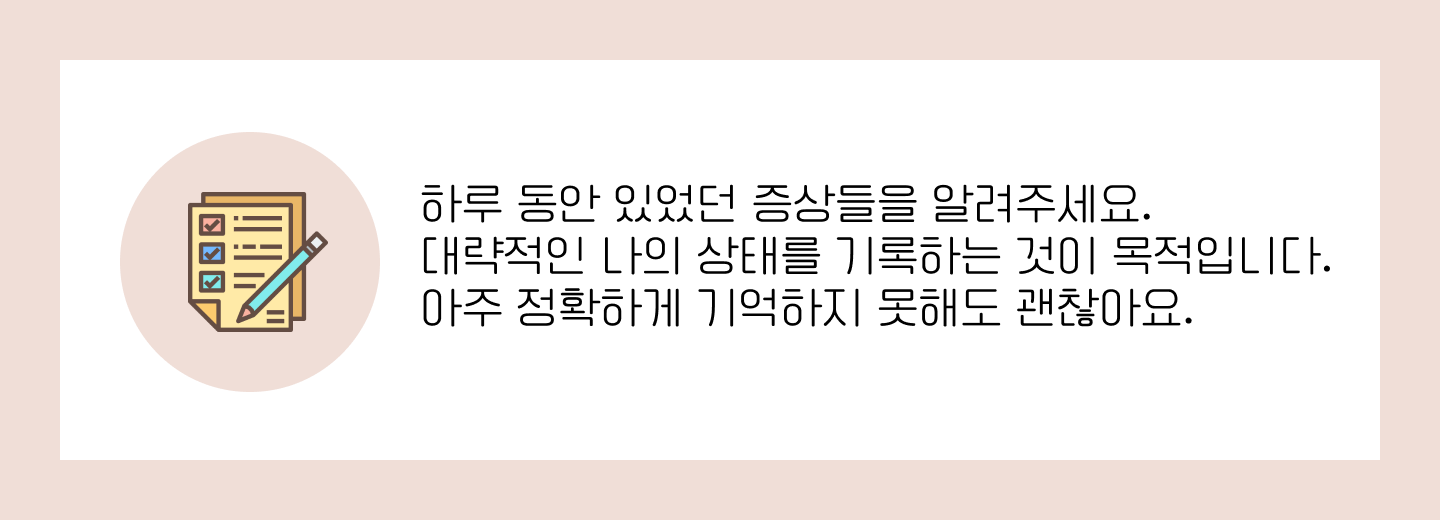 하루 동안 있었던 증상들을 알려주세요.
대략적인 나의 상태를 기록하는 것이 목적입니다.
아주 정확하게 기억하지 못해도 괜찮아요.